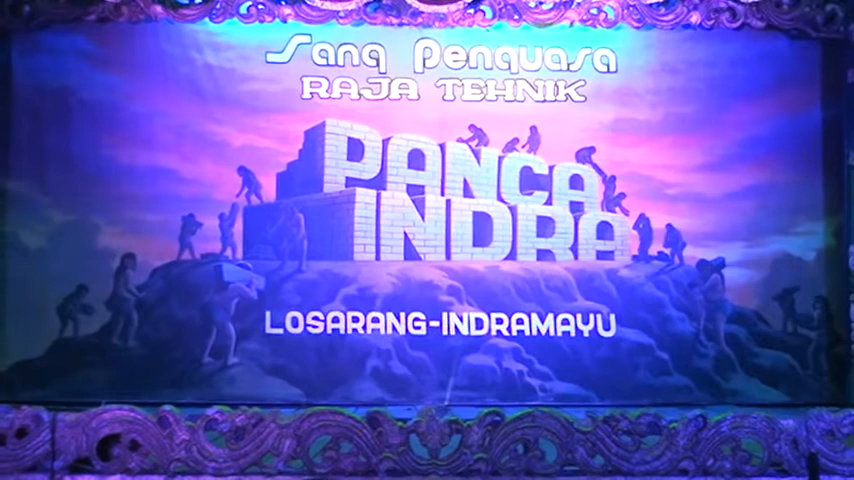 Sang Penguasa
RAJA TEHNIK
PANCA
INDRA
LOSARANG-INDRAMAYU